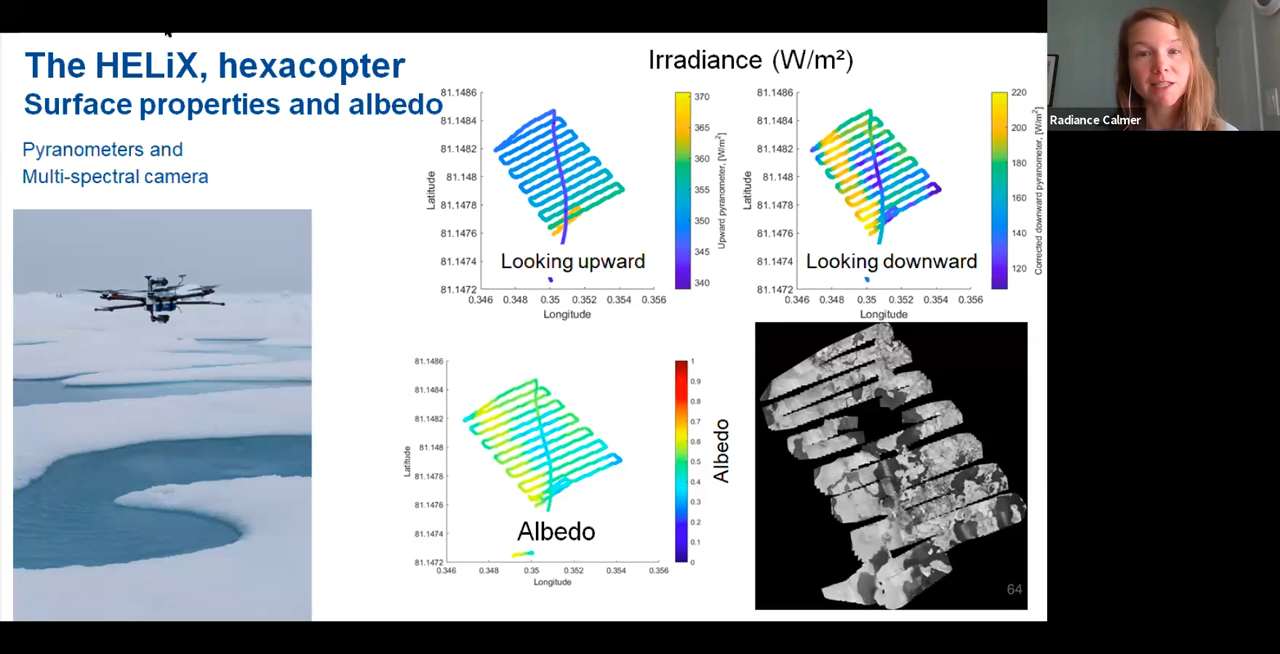 The HELiX, hexacopter
Surface properties and albedo
Pyranometers and
Multi-spectral camera
Irradiance (W/m²)
81.1486
81.1484
81.1482
81.148
81.1478
81.1476
81.1474
81.1472
Latitude
0.346 0.348 0.35 0.352 0.354 0.356
Longitude
Looking upward
370
365
360
355
350
345
340
Upward pyranometer, [W/m²]
81.1486
81.1484
81.1482
81.148
81.1478
81.1476
81.1474
81.1472
Latitude
0.346 0.348 0.35 0.352 0.354 0.356
Longitude
Looking downward
220
200
180
160
140
120
Corrected downward pyranometer, [W/m²]
81.1486
81.1484
81.1482
81.148
81.1478
81.1476
81.1474
81.1472
Latitude
0.346 0.348 0.35 0.352 0.354 0.356
Longitude
Albedo
1
0.9
0.8
0.7
0.6
0.5
0.4
0.3
0.2
0.1
0
Albedo
64
Radiance Calmer